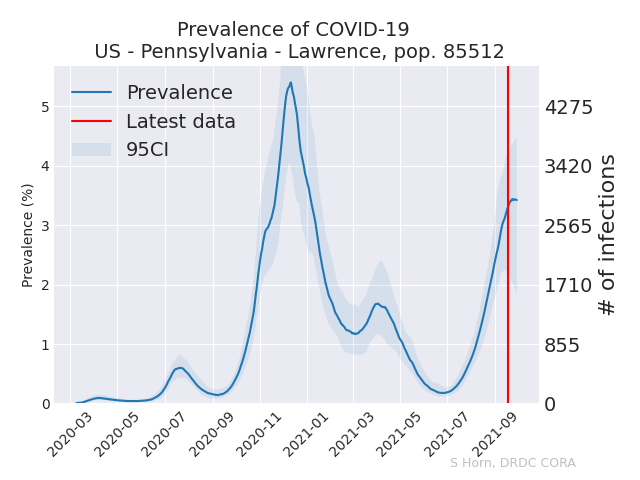 Prevalence of COVID-19
US - Pennsylvania - Lawrence, pop. 85512
Prevalence
Latest data
95CI
Prevalence (%)
5
4
3
2
1
0
4275
3420
2565
1710
855
0
# of infections
2020-03
2020-05
2020-07
2020-09
2020-11
2021-01
2021-03
2021-05
2021-07
2021-09
S Horn, DRDC CORA